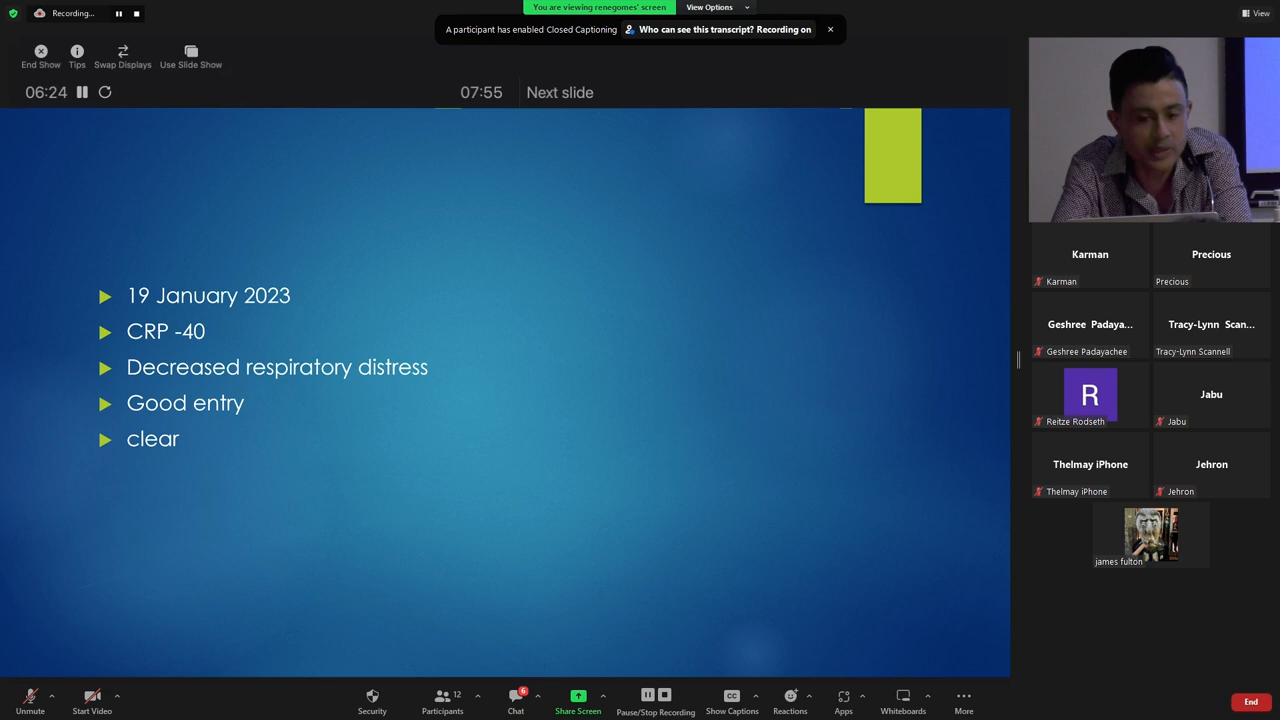 Recording...
You are viewing renegomes' screen
View Options
View
A participant has enabled Closed Captioning
Who can see this transcript? Recording on
End Show
Tips
Swap Displays
Use Slide Show
06:24
07:55
Next slide
19 January 2023
CRP -40
Decreased respiratory distress
Good entry
clear
Karman
Karman
Precious
Precious
Geshree Padaya...
Geshree Padayachee
Tracy-Lynn Scan...
Tracy-Lynn Scannell
R
Reitze Rodseth
Jabu
Jabu
Thelmay iPhone
Thelmay iPhone
Jehron
Jehron
james fulton
Unmute
Start Video
Security
12
Participants
6
Chat
Share Screen
Pause/Stop Recording
CC
Show Captions
Reactions
Apps
Whiteboards
More
End